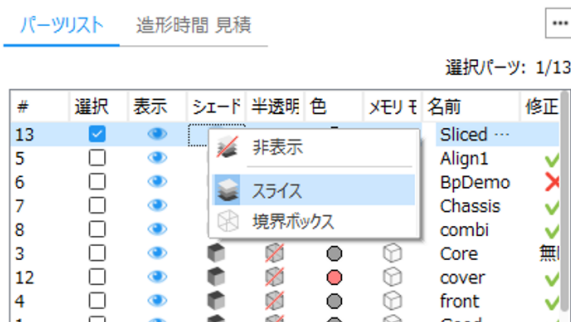 パーツリスト 造形時間 見積
選択パーツ: 1/13
# 選択 表示 シェード 半透明 色 メモリ モ 名前 修正
13 Sliced ...
非表示
5 Align1
6 BpDemo
スライス
7 Chassis
8 境界ボックス combi
3 Core 無
12 cover
4 front